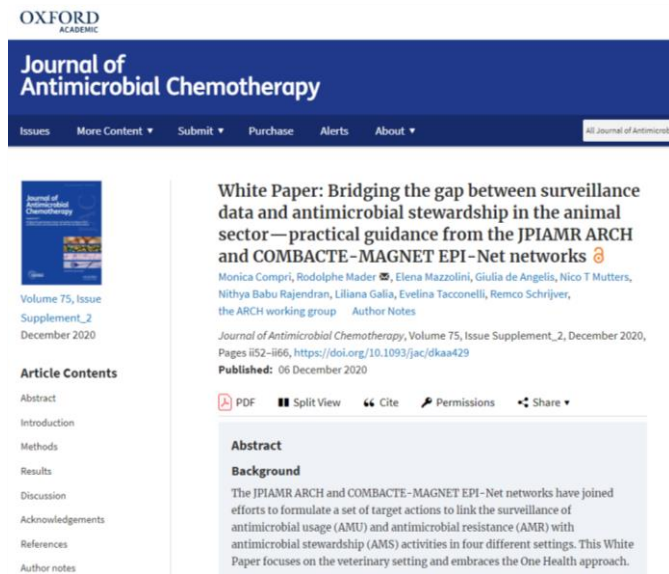 OXFORD
ACADEMIC
Journal of
Antimicrobial Chemotherapy
Issues More Content ▼ Submit ▼ Purchase Alerts About ▼ All Journal of Antimicrob
Journal of
Antimicrobial
Chemotherapy
Volume 75, Issue
Supplement_2
December 2020
Article Contents
Abstract
Introduction
Methods
Results
Discussion
Acknowledgements
References
Author notes
White Paper: Bridging the gap between surveillance
data and antimicrobial stewardship in the animal
sector—practical guidance from the JPIAMR ARCH
and COMBACTE-MAGNET EPI-Net networks
Monica Compri, Rodolphe Mader, Elena Mazzolini, Giulia de Angelis, Nico T Mutters,
Nithya Babu Rajendran, Liliana Galia, Evelina Tacconelli, Remco Schrijver,
the ARCH working group Author Notes
Journal of Antimicrobial Chemotherapy, Volume 75, Issue Supplement_2, December 2020,
Pages ii52–ii66, https://doi.org/10.1093/jac/dkaa429
Published: 06 December 2020
PDF Split View Cite Permissions Share ▼
Abstract
Background
The JPIAMR ARCH and COMBACTE-MAGNET EPI-Net networks have joined
efforts to formulate a set of target actions to link the surveillance of
antimicrobial usage (AMU) and antimicrobial resistance (AMR) with
antimicrobial stewardship (AMS) activities in four different settings. This White
Paper focuses on the veterinary setting and embraces the One Health approach.